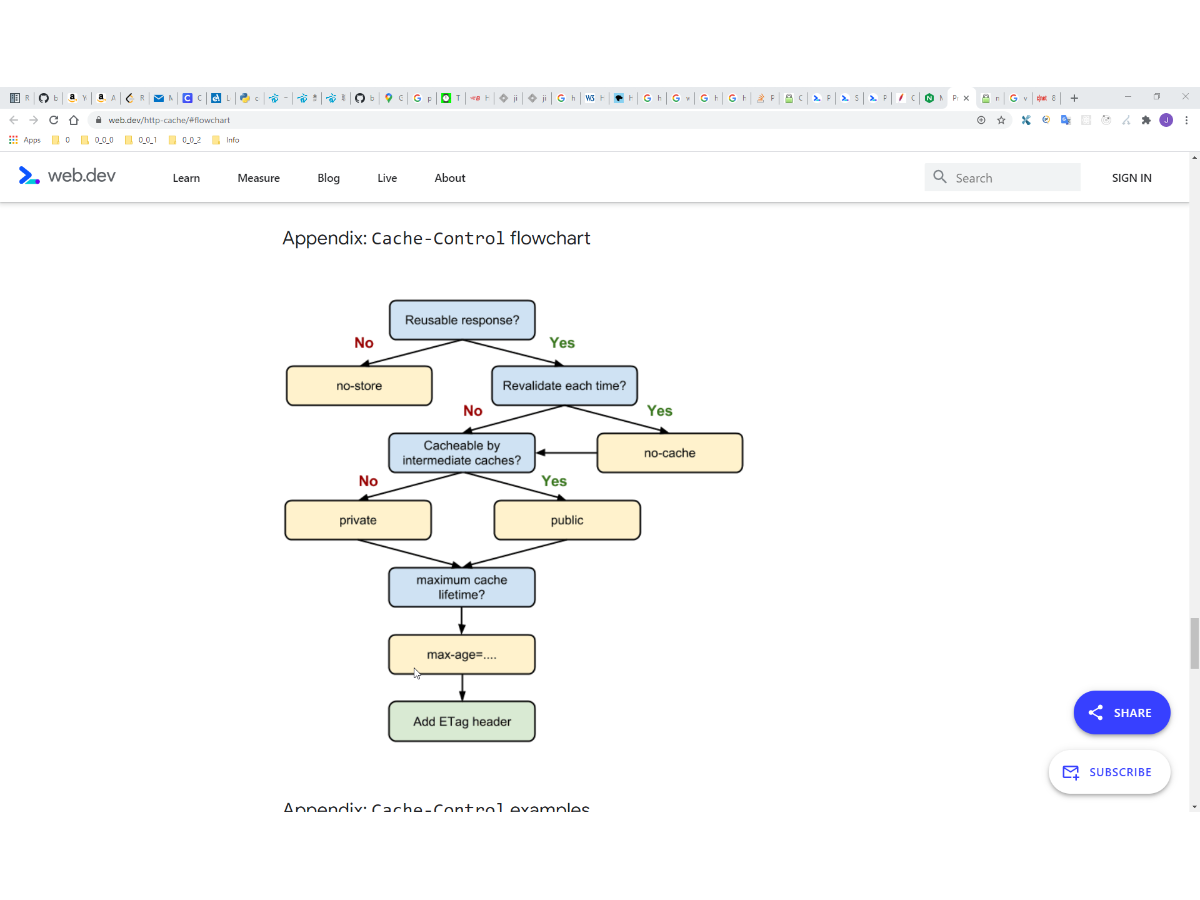 web.dev/http-cache/#flowchart
Apps 0 0_0_0 0_0_1 0_0_2 Info
web.dev Learn Measure Blog Live About Search SIGN IN
Appendix: Cache-Control flowchart
Reusable response?
No Yes
no-store Revalidate each time?
No Yes
Cacheable by
intermediate caches?
no-cache
No Yes
private public
maximum cache
lifetime?
max-age=....
Add ETag header
SHARE
SUBSCRIBE
Appendix: Cache-Control examples